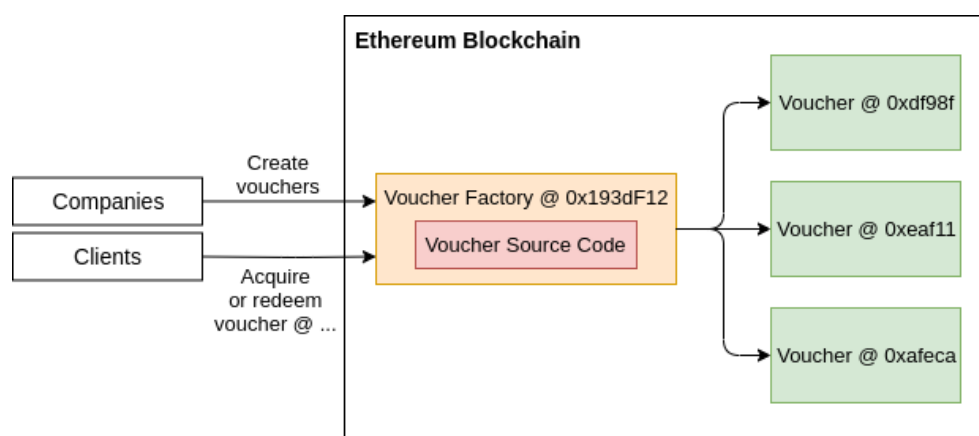 Ethereum Blockchain
Voucher @ 0xdf98f
Create
vouchers
Companies
Voucher Factory @ 0x193dF12
Voucher Source Code
Voucher @ 0xeaf11
Clients
Acquire
or redeem
voucher @ ...
Voucher @ 0xafeca